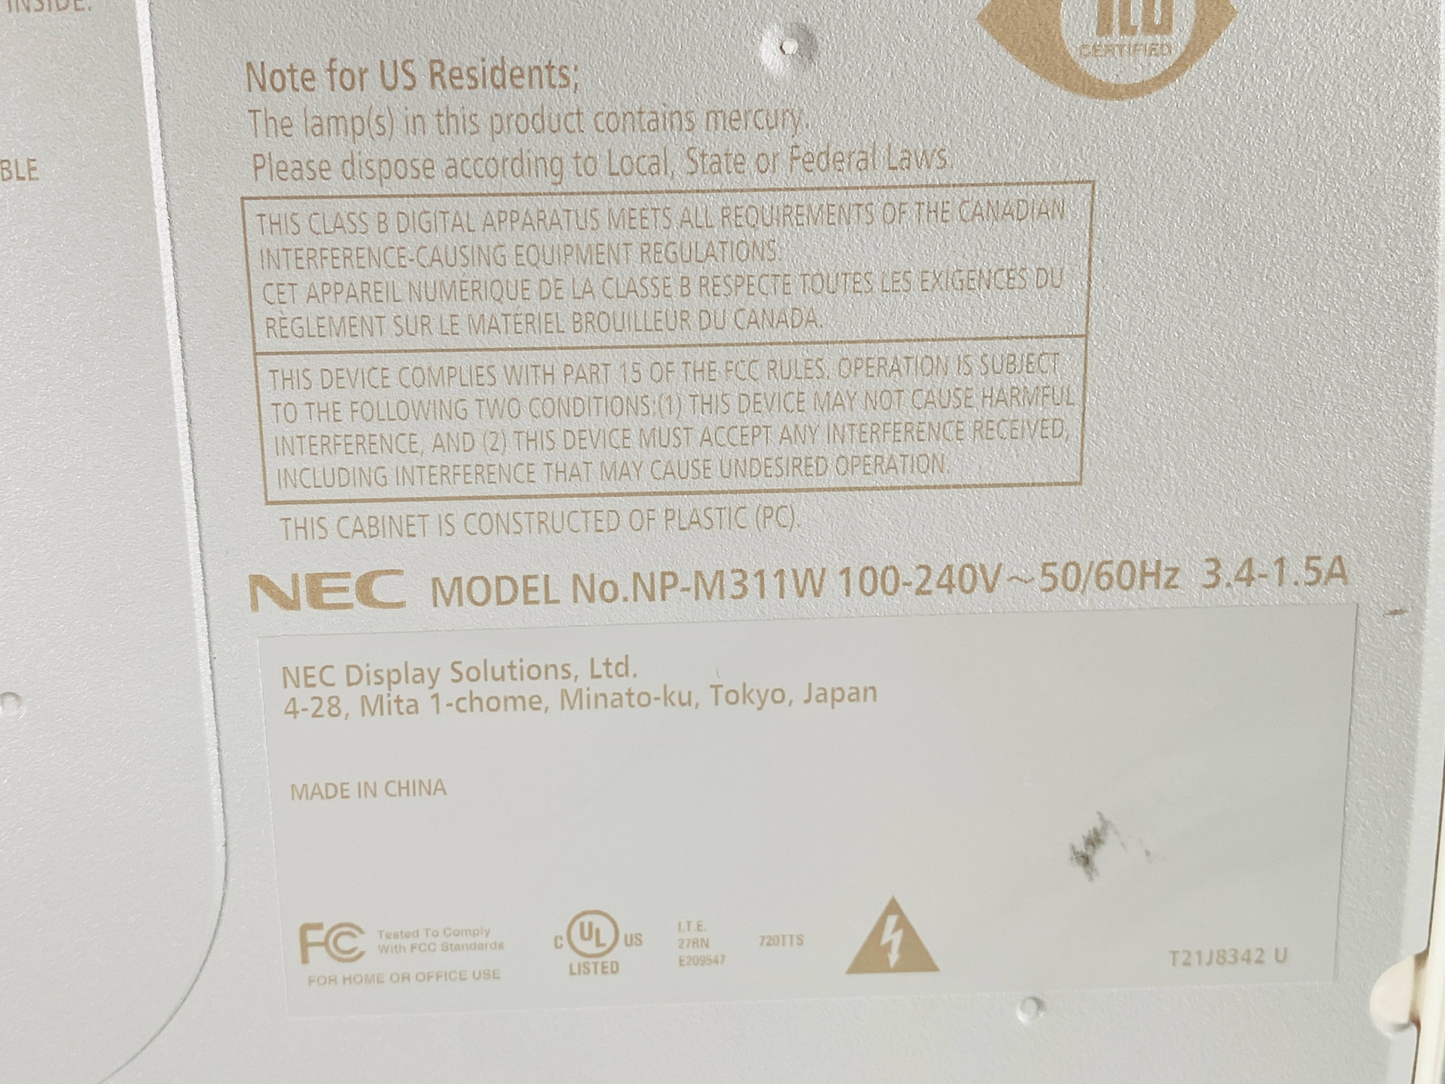 INSIDE.
BLE
TCO
CERTIFIED
Note for US Residents;
The lamp(s) in this product contains mercury.
Please dispose according to Local, State or Federal Laws.
THIS CLASS B DIGITAL APPARATUS MEETS ALL REQUIREMENTS OF THE CANADIAN
INTERFERENCE-CAUSING EQUIPMENT REGULATIONS.
CET APPAREIL NUMÉRIQUE DE LA CLASSE B RESPECTE TOUTES LES EXIGENCES DU
RÈGLEMENT SUR LE MATÉRIEL BROUILLEUR DU CANADA.
THIS DEVICE COMPLIES WITH PART 15 OF THE FCC RULES. OPERATION IS SUBJECT
TO THE FOLLOWING TWO CONDITIONS:(1) THIS DEVICE MAY NOT CAUSE HARMFUL
INTERFERENCE, AND (2) THIS DEVICE MUST ACCEPT ANY INTERFERENCE RECEIVED,
INCLUDING INTERFERENCE THAT MAY CAUSE UNDESIRED OPERATION.
THIS CABINET IS CONSTRUCTED OF PLASTIC (PC).
NEC MODEL No.NP-M311W 100-240V~50/60Hz 3.4-1.5A
NEC Display Solutions, Ltd.
4-28, Mita 1-chome, Minato-ku, Tokyo, Japan
MADE IN CHINA
FC Tested To Comply
With FCC Standards
FOR HOME OR OFFICE USE
C UL US
LISTED
I.T.E.
27RN
E209547
720TTS
T21J8342 U